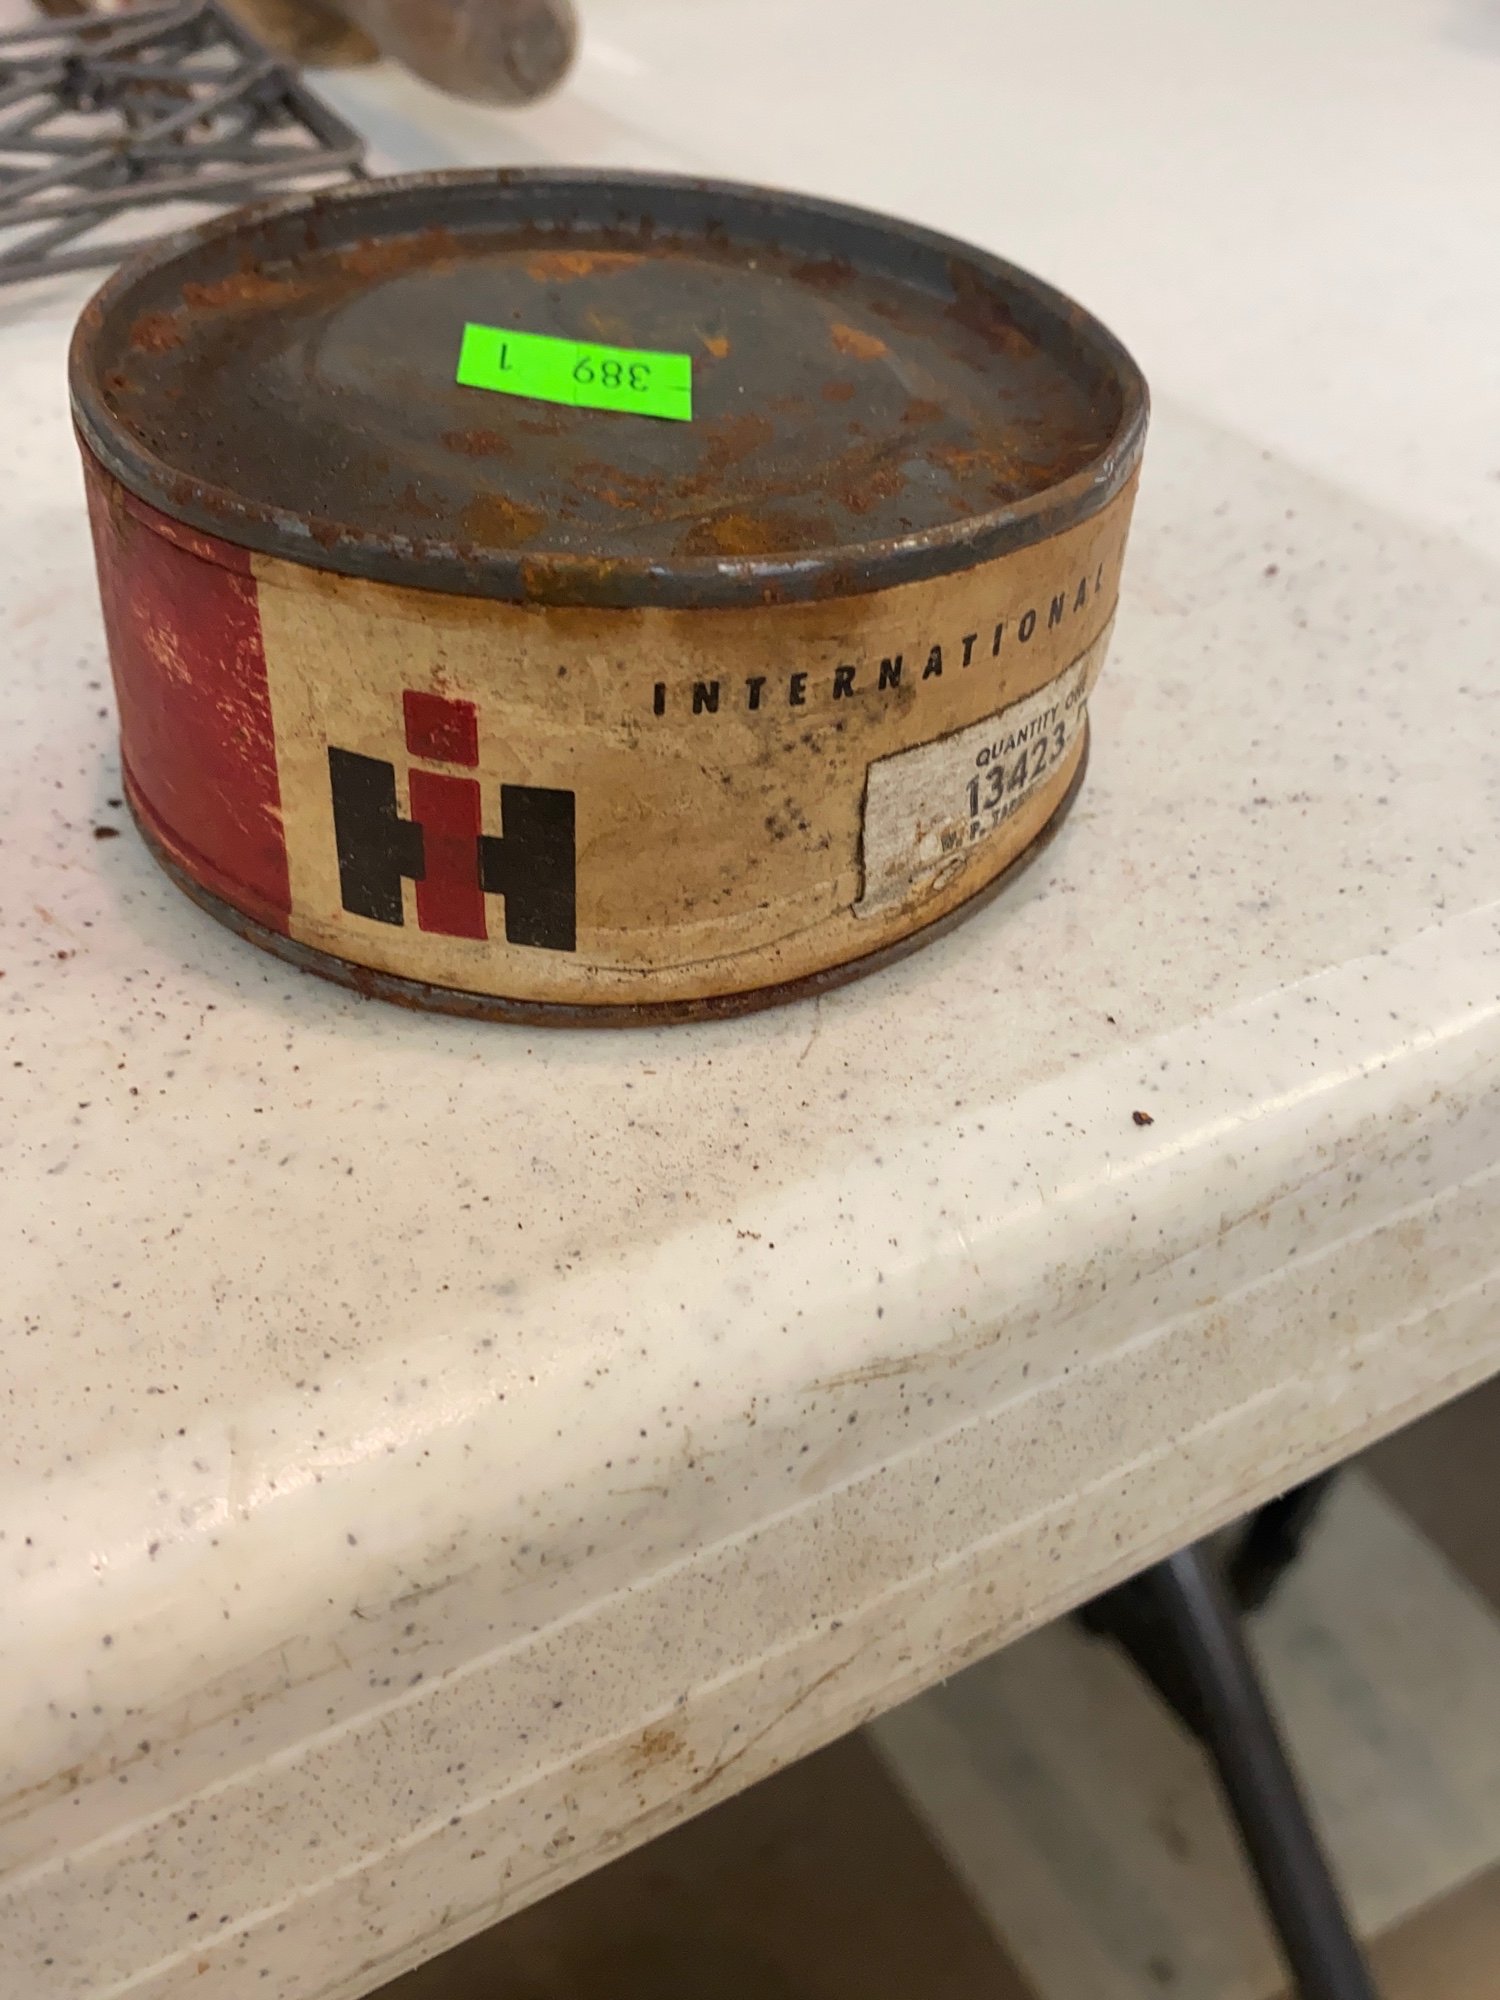 389 1
IH
INTERNATIONAL
QUANTITY
13423
W. P.